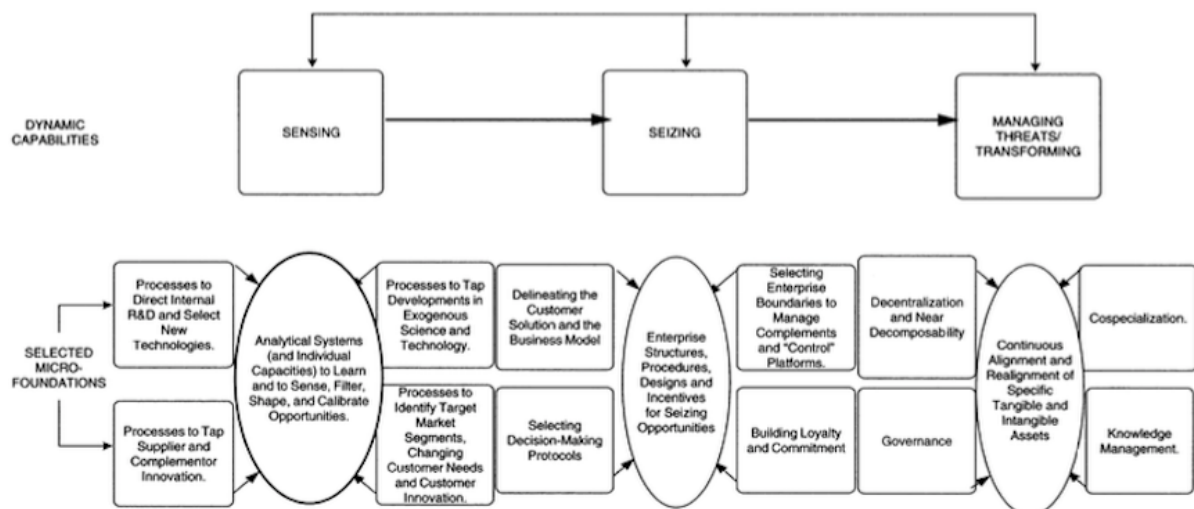 SENSING
SEIZING
MANAGING
THREATS/
TRANSFORMING
DYNAMIC
CAPABILITIES
SELECTED
MICRO-
FOUNDATIONS
Processes to
Direct Internal
R&D and Select
New
Technologies.
Processes to Tap
Supplier and
Complementor
Innovation.
Analytical Systems
(and Individual
Capacities) to Learn
and to Sense, Filter,
Shape, and Calibrate
Opportunities.
Processes to Tap
Developments in
Exogenous Science
and Technology.
Processes to
Identify Target
Market
Segments,
Changing
Customer Needs
and Customer
Innovation.
Delineating the
Customer
Solution and the
Business Model
Selecting
Decision-Making
Protocols
Enterprise
Structures,
Procedures,
Designs and
Incentives
for Seizing
Opportunities
Selecting
Enterprise
Boundaries to
Manage
Complements
and "Control"
Platforms.
Building Loyalty
and Commitment
Decentralization
and Near
Decomposability
Governance
Continuous
Alignment and
Realignment of
Specific
Tangible and
Intangible
Assets
Cospecialization.
Knowledge
Management.